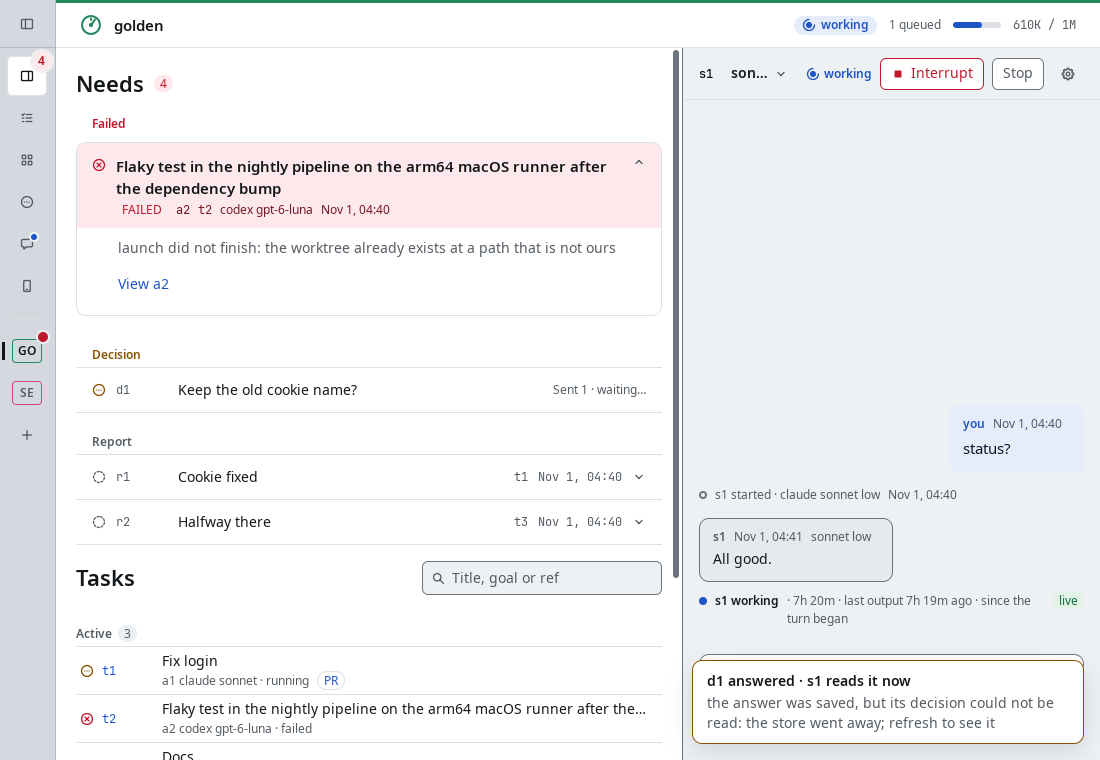 golden
working
1 queued
610K / 1M
4
Needs 4
Failed
Flaky test in the nightly pipeline on the arm64 macOS runner after
the dependency bump
FAILED a2 t2 codex gpt-6-luna Nov 1, 04:40
launch did not finish: the worktree already exists at a path that is not ours
View a2
Decision
d1 Keep the old cookie name? Sent 1 · waiting…
Report
r1 Cookie fixed t1 Nov 1, 04:40
r2 Halfway there t3 Nov 1, 04:40
Tasks
Title, goal or ref
Active 3
t1 Fix login
a1 claude sonnet · running PR
t2 Flaky test in the nightly pipeline on the arm64 macOS runner after the…
a2 codex gpt-6-luna · failed
Docs
GO
SE
s1 son… working Interrupt Stop
you Nov 1, 04:40
status?
s1 started · claude sonnet low Nov 1, 04:40
s1 Nov 1, 04:41 sonnet low
All good.
s1 working · 7h 20m · last output 7h 19m ago · since the
turn began
live
d1 answered · s1 reads it now
the answer was saved, but its decision could not be
read: the store went away; refresh to see it